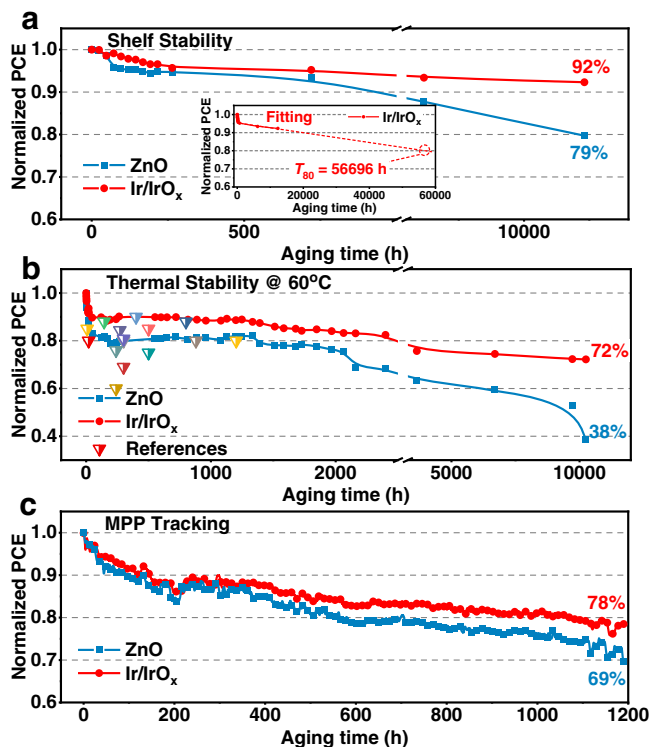 a
Shelf Stability
1.0
0.9
0.8
0.7
0.6
Normalized PCE
92%
79%
ZnO
Ir/IrOx
1.0
0.9
0.8
0.7
0.6
0.5
0.4
Normalized PCE
Fitting
Ir/IrOx
T80 = 56696 h
0 20000 40000 60000
Aging time (h)
0 500 10000
Aging time (h)
b
Thermal Stability @ 60°C
1.0
0.8
0.6
0.4
Normalized PCE
72%
38%
ZnO
Ir/IrOx
References
0 1000 2000 5000 10000
Aging time (h)
c
MPP Tracking
1.0
0.9
0.8
0.7
0.6
Normalized PCE
78%
69%
ZnO
Ir/IrOx
0 200 400 600 800 1000 1200
Aging time (h)